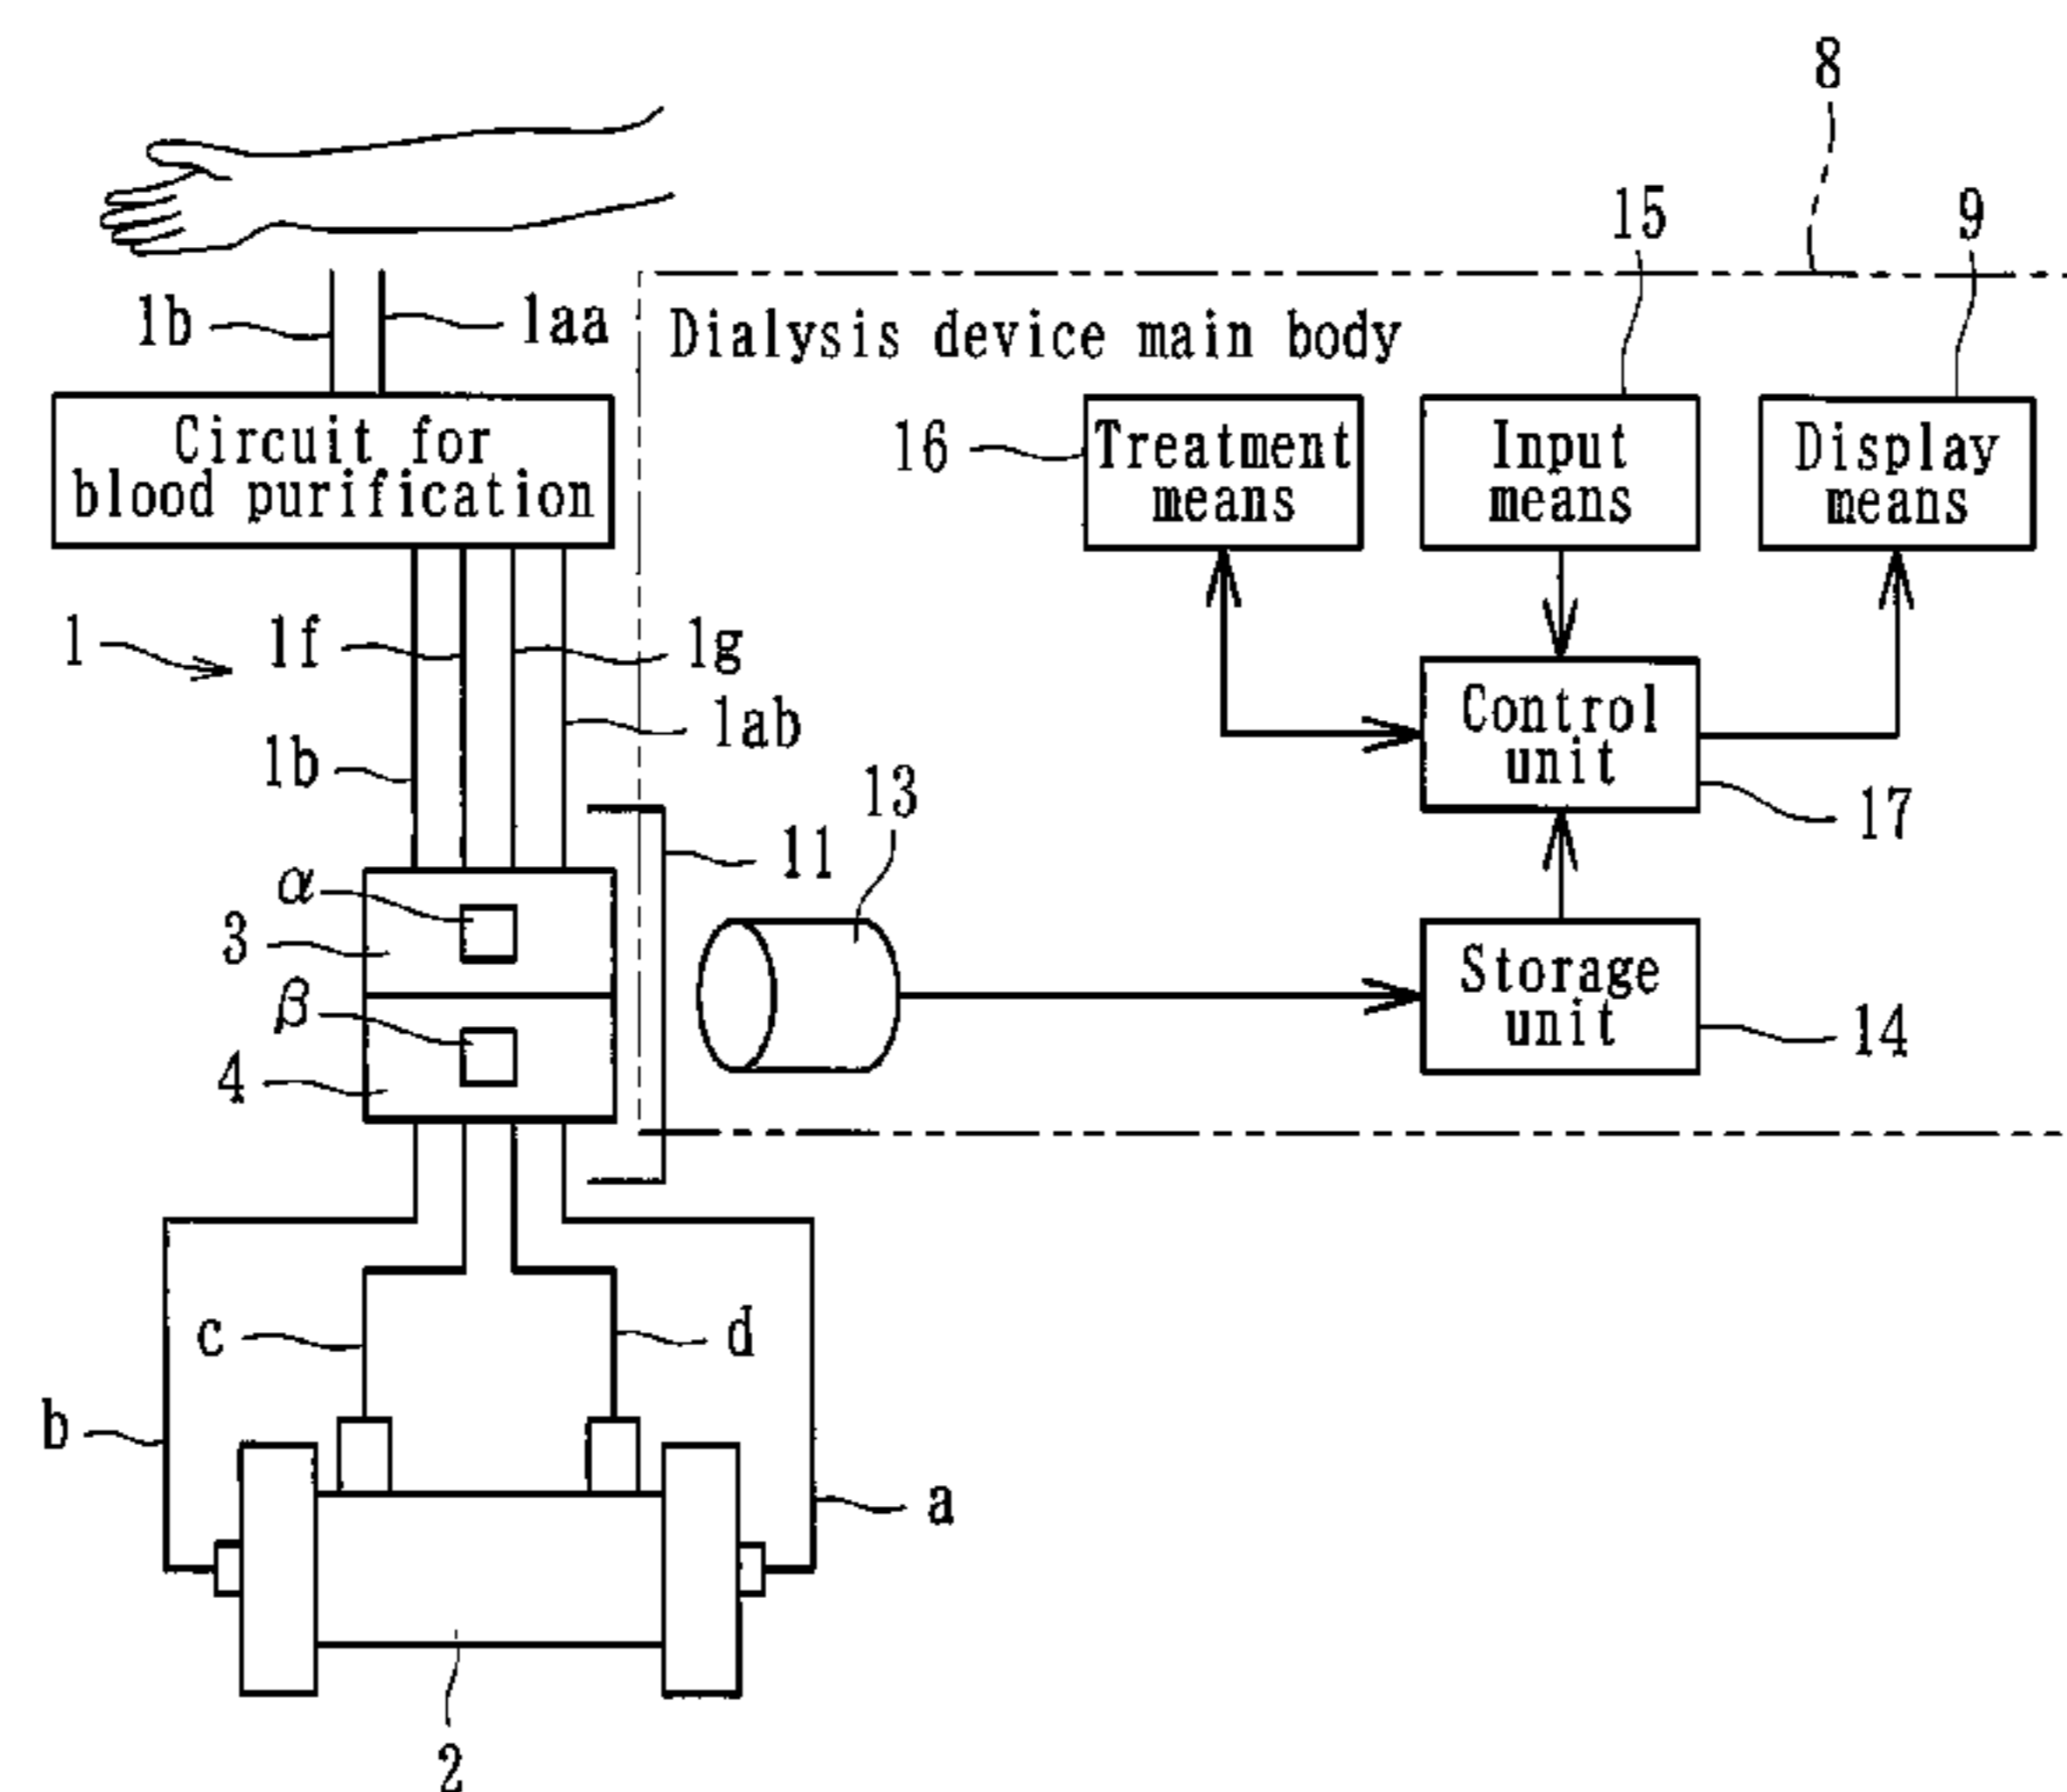 8
15
9
1b
1aa
Dialysis device main body
Circuit for
blood purification
16
Treatment
means
Input
means
Display
means
1
1f
1g
1ab
1b
Control
unit
17
13
11
α
3
β
4
Storage
unit
14
c
d
b
a
2